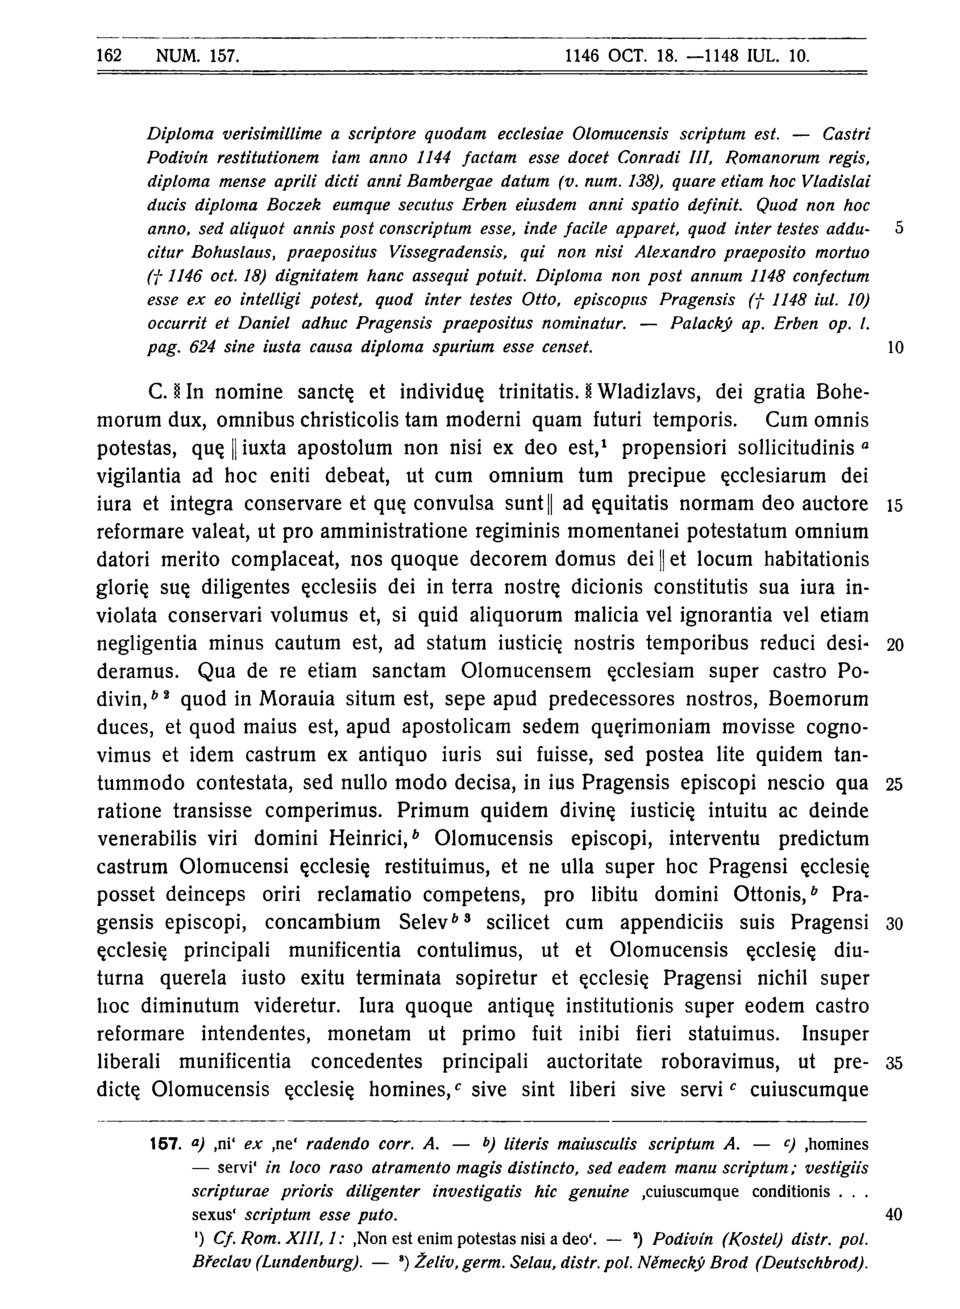 162 NUM. 157. 1146 OCT. 18. —1148 IUL. 10.
Diploma verisimillime a scriptore quodam ecclesiae Olomucensis scriptum est. — Castri
Podivín restitutionem iam anno 1144 factam esse docet Conradi III, Romanorum regis,
diploma mense aprili dicti anni Bambergae datum (v. num. 138), quare etiam hoc Vladislai
ducis diploma Boczek eumque secutus Erben eiusdem anni spatio definit. Quod non hoc
anno, sed aliquot annis post conscriptum esse, inde facile apparet, quod inter testes addu- 5
citur Bohuslaus, praepositus Vissegradensis, qui non nisi Alexandro praeposito mortuo
(† 1146 oct. 18) dignitatem hanc assequi potuit. Diploma non post annum 1148 confectum
esse ex eo intelligi potest, quod inter testes Otto, episcopus Pragensis († 1148 iul. 10)
occurrit et Daniel adhuc Pragensis praepositus nominatur. — Palacký ap. Erben op. l.
pag. 624 sine iusta causa diploma spurium esse censet. 10
C. ⁑ In nomine sanctę et individuę trinitatis. ⁑ Wladizlavs, dei gratia Bohe-
morum dux, omnibus christicolis tam moderni quam futuri temporis. Cum omnis
potestas, quę || iuxta apostolum non nisi ex deo est,¹ propensiori sollicitudinis ᵃ
vigilantia ad hoc eniti debeat, ut cum omnium tum precipue ęcclesiarum dei
iura et integra conservare et quę convulsa sunt || ad ęquitatis normam deo auctore 15
reformare valeat, ut pro amministratione regiminis momentanei potestatum omnium
datori merito complaceat, nos quoque decorem domus dei || et locum habitationis
glorię suę diligentes ęcclesiis dei in terra nostrę dicionis constitutis sua iura in-
violata conservari volumus et, si quid aliquorum malicia vel ignorantia vel etiam
negligentia minus cautum est, ad statum iusticię nostris temporibus reduci desi- 20
deramus. Qua de re etiam sanctam Olomucensem ęcclesiam super castro Po-
divin,ᵇ ² quod in Morauia situm est, sepe apud predecessores nostros, Boemorum
duces, et quod maius est, apud apostolicam sedem quęrimoniam movisse cogno-
vimus et idem castrum ex antiquo iuris sui fuisse, sed postea lite quidem tan-
tummodo contestata, sed nullo modo decisa, in ius Pragensis episcopi nescio qua 25
ratione transisse comperimus. Primum quidem divinę iusticię intuitu ac deinde
venerabilis viri domini Heinrici,ᵇ Olomucensis episcopi, interventu predictum
castrum Olomucensi ęcclesię restituimus, et ne ulla super hoc Pragensi ęcclesię
posset deinceps oriri reclamatio competens, pro libitu domini Ottonis,ᵇ Pra-
gensis episcopi, concambium Selevᵇ ³ scilicet cum appendiciis suis Pragensi 30
ęcclesię principali munificentia contulimus, ut et Olomucensis ęcclesię diu-
turna querela iusto exitu terminata sopiretur et ęcclesię Pragensi nichil super
hoc diminutum videretur. Iura quoque antiquę institutionis super eodem castro
reformare intendentes, monetam ut primo fuit inibi fieri statuimus. Insuper
liberali munificentia concedentes principali auctoritate roboravimus, ut pre- 35
dictę Olomucensis ęcclesię homines,ᶜ sive sint liberi sive servi ᶜ cuiuscumque
157. a) ‚ni‘ ex ‚ne‘ radendo corr. A. — b) literis maiusculis scriptum A. — c) ‚homines
— servi‘ in loco raso atramento magis distincto, sed eadem manu scriptum; vestigiis
scripturae prioris diligenter investigatis hic genuine ‚cuiuscumque conditionis . . .
sexus‘ scriptum esse puto. 40
¹) Cf. Rom. XIII, 1: ‚Non est enim potestas nisi a deo‘. — ²) Podivín (Kostel) distr. pol.
Břeclav (Lundenburg). — ³) Želiv, germ. Selau, distr. pol. Německý Brod (Deutschbrod).